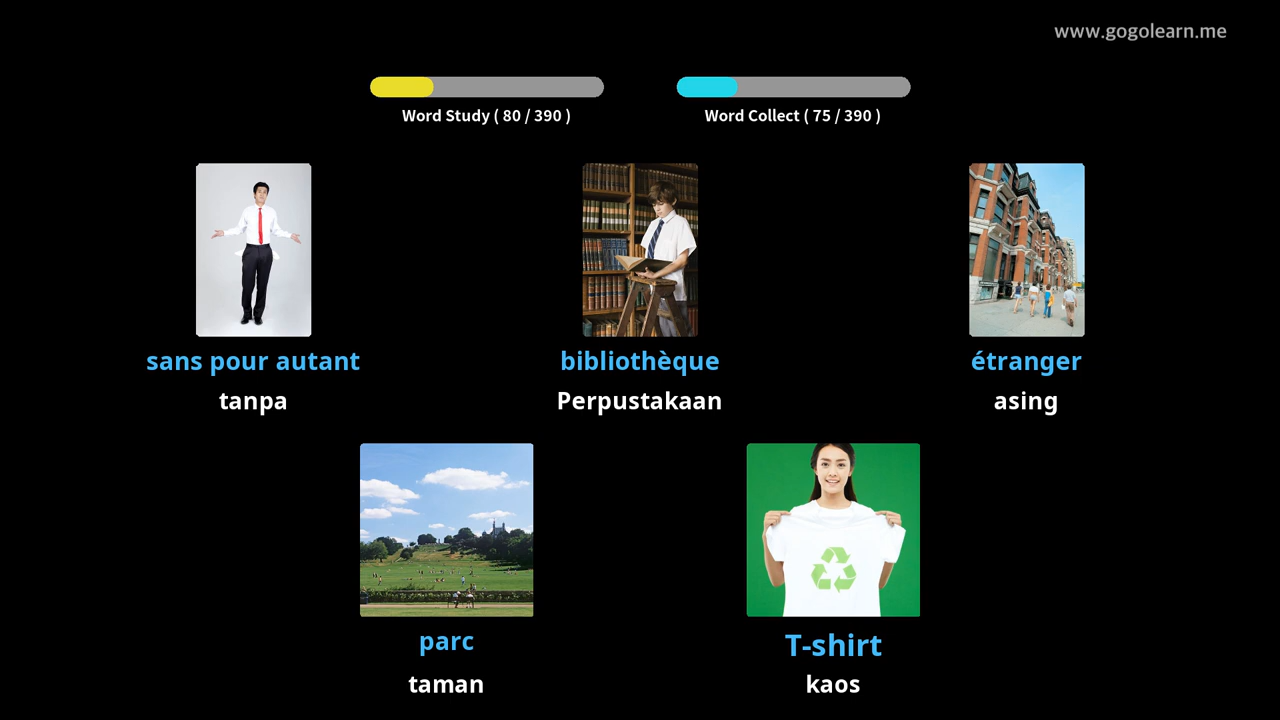 www.gogolearn.me
Word Study ( 80 / 390 )
Word Collect ( 75 / 390 )
sans pour autant
tanpa
bibliothèque
Perpustakaan
étranger
asing
parc
taman
T-shirt
kaos